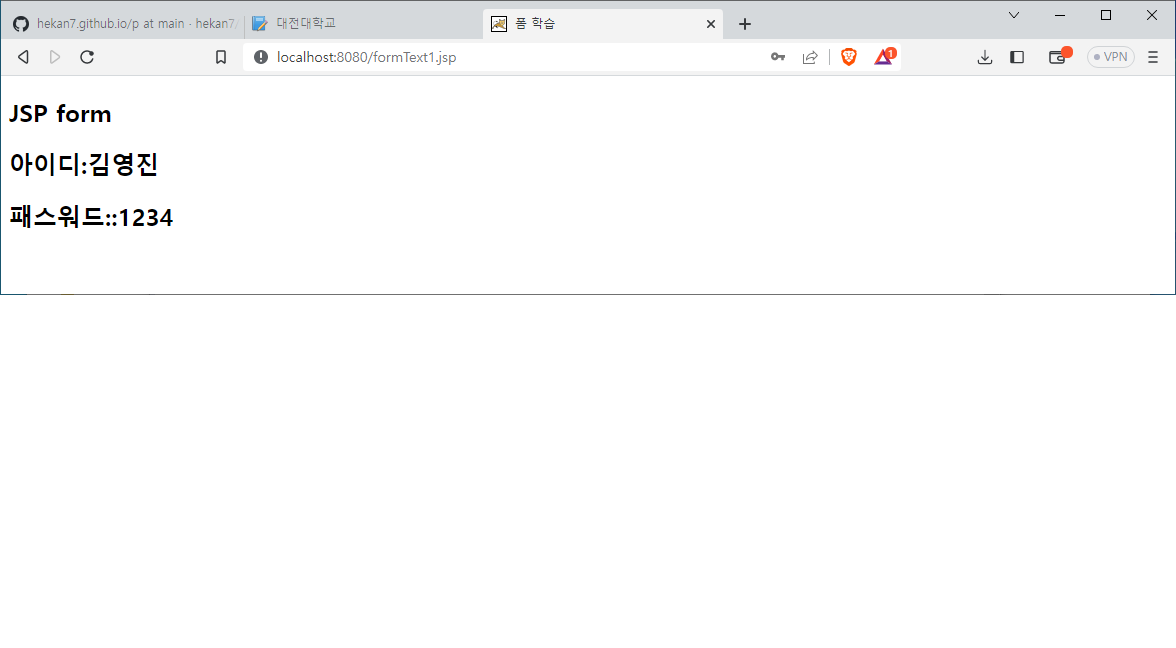 hekan7.github.io/p at main · hekan7/
대전대학교
폼 학습
localhost:8080/formText1.jsp
1
VPN
JSP form
아이디:김영진
패스워드::1234